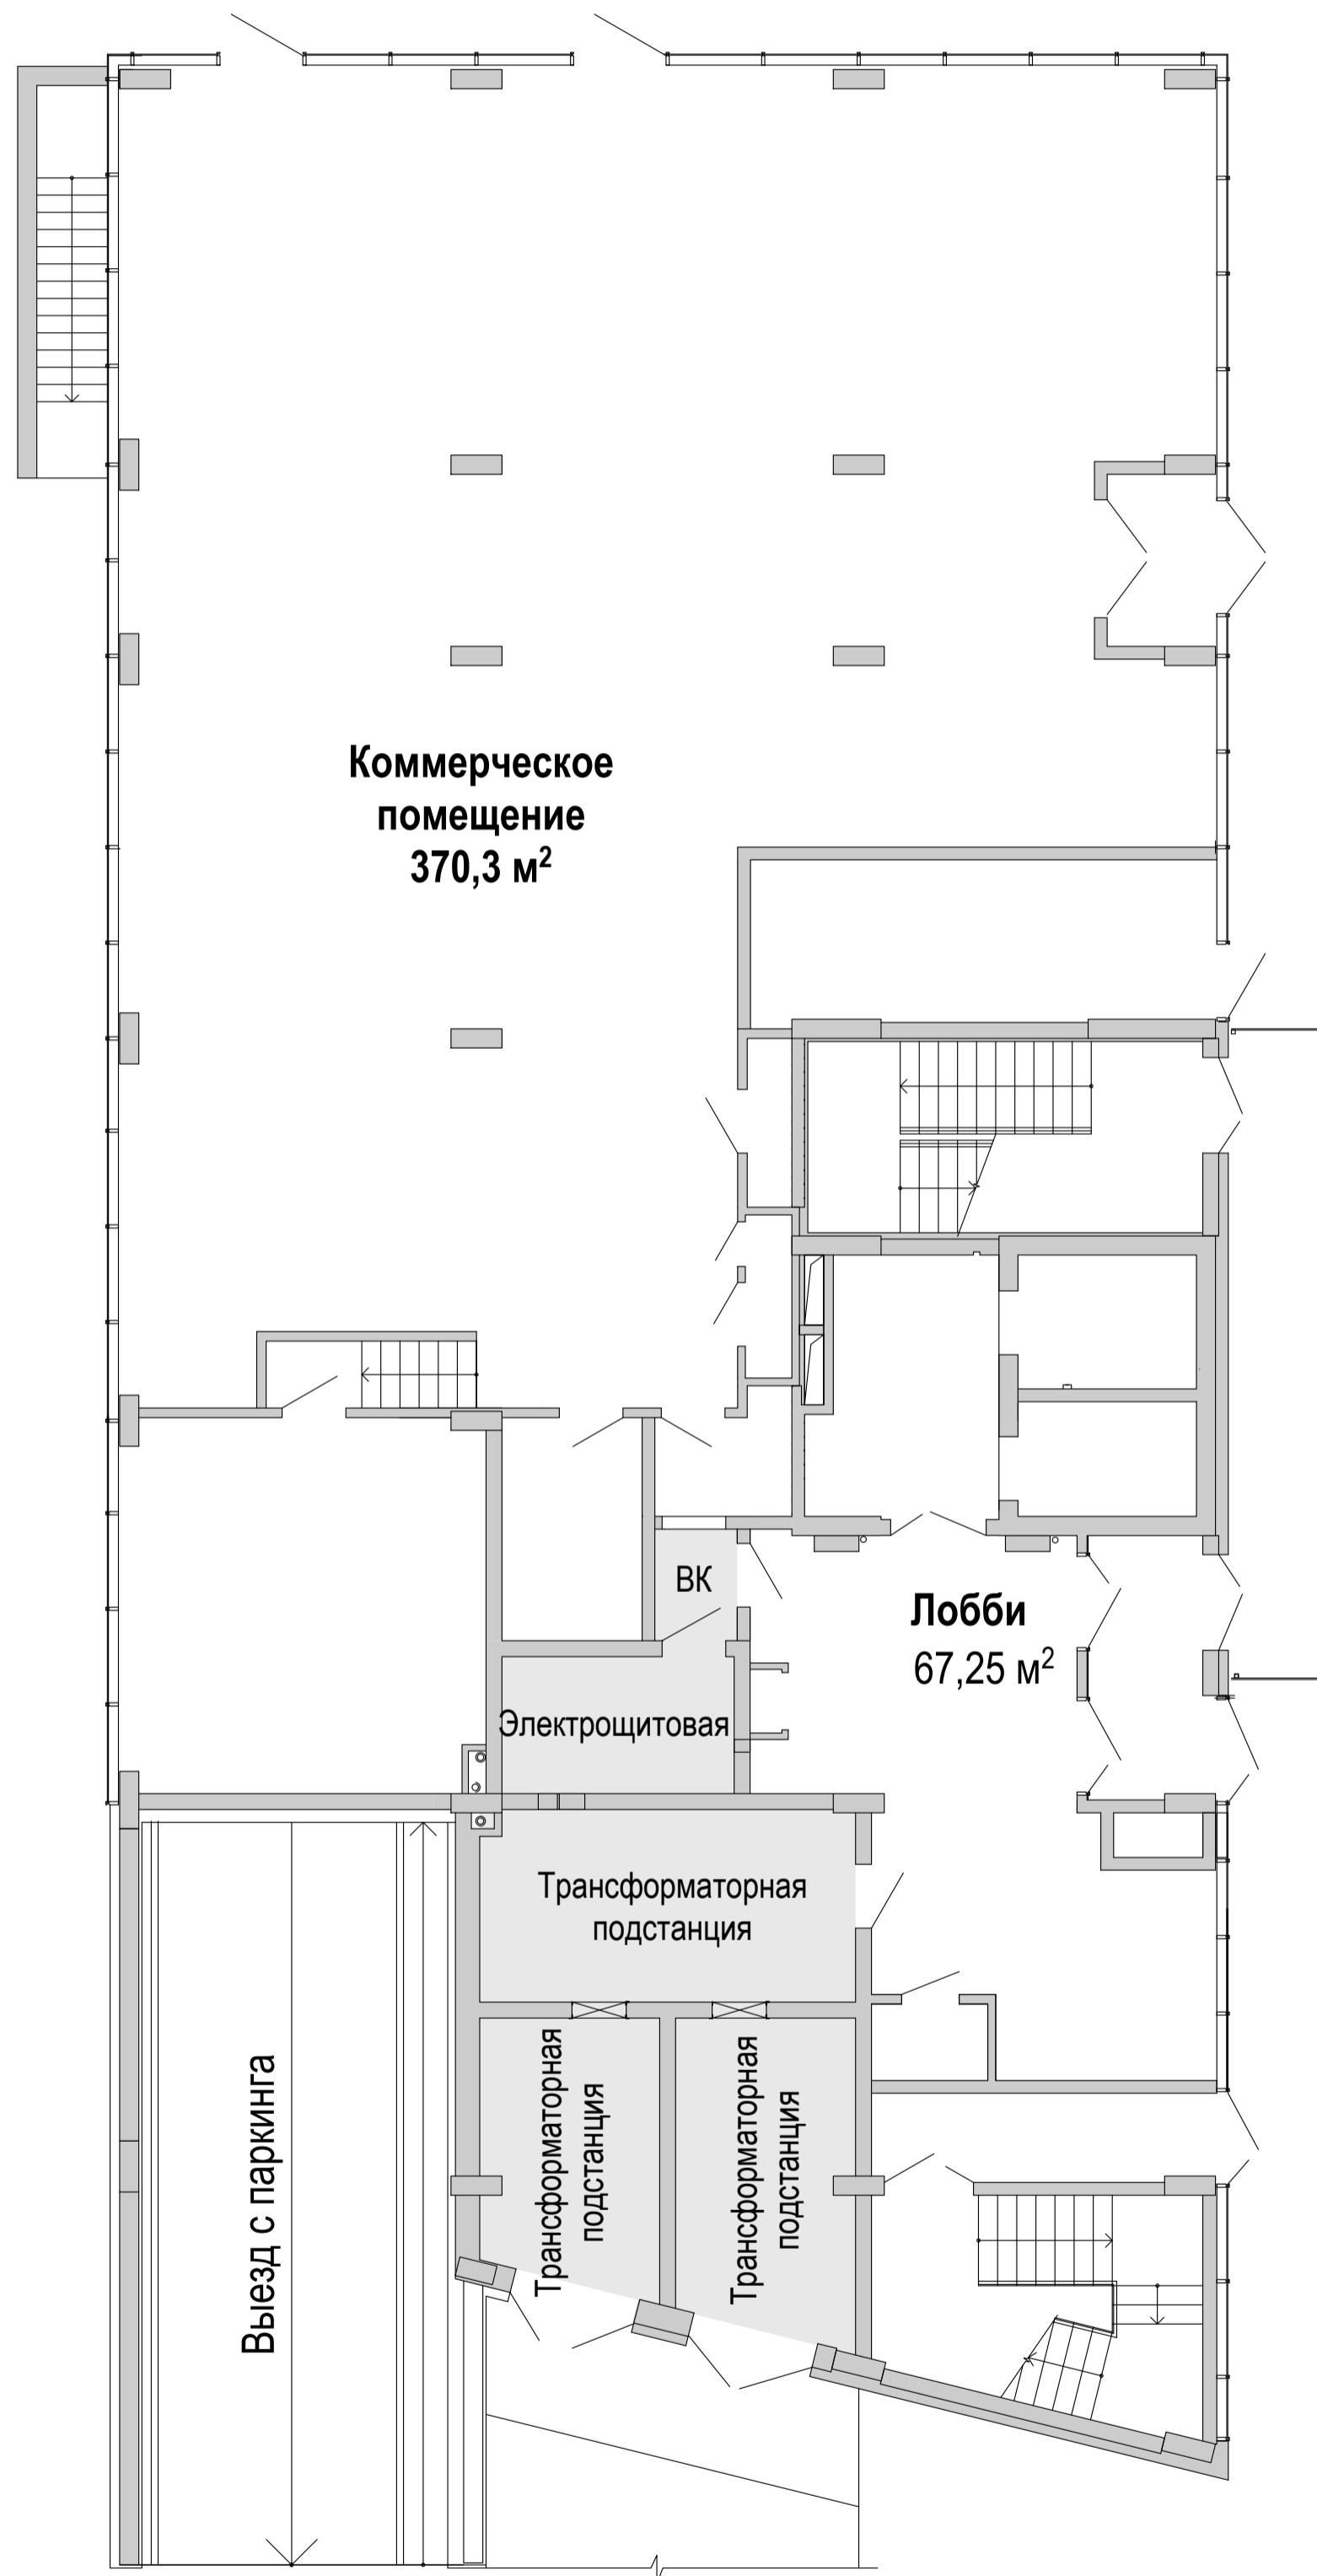 Коммерческое
помещение
370,3 м²
ВК
Лобби
67,25 м²
Электрощитовая
Трансформаторная
подстанция
Трансформаторная
подстанция
Трансформаторная
подстанция
Выезд с паркинга